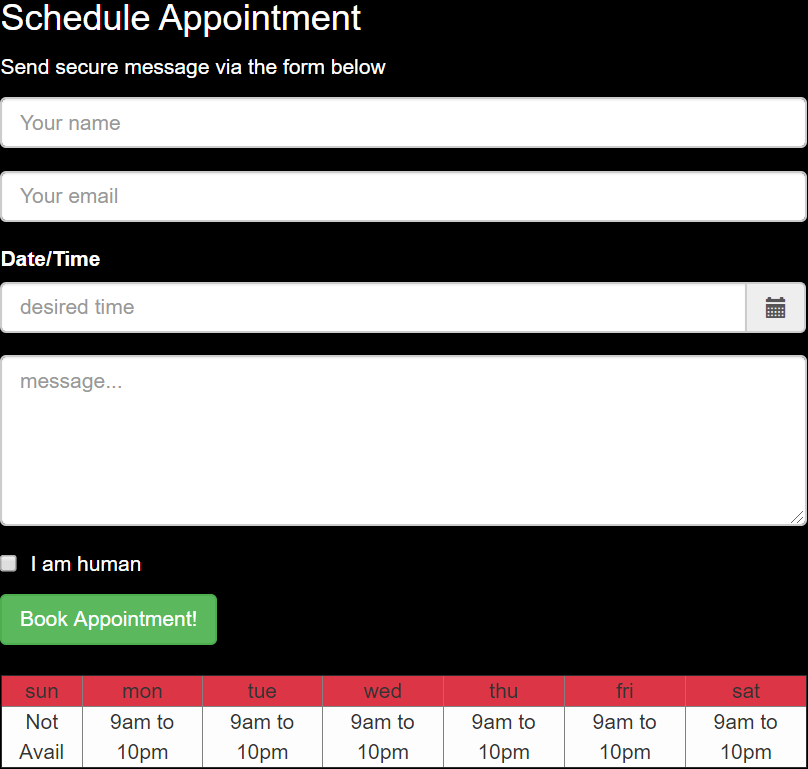 Schedule Appointment
Send secure message via the form below
Your name
Your email
Date/Time
desired time
message...
I am human
Book Appointment!
sun mon tue wed thu fri sat
Not 9am to 9am to 9am to 9am to 9am to 9am to
Avail 10pm 10pm 10pm 10pm 10pm 10pm